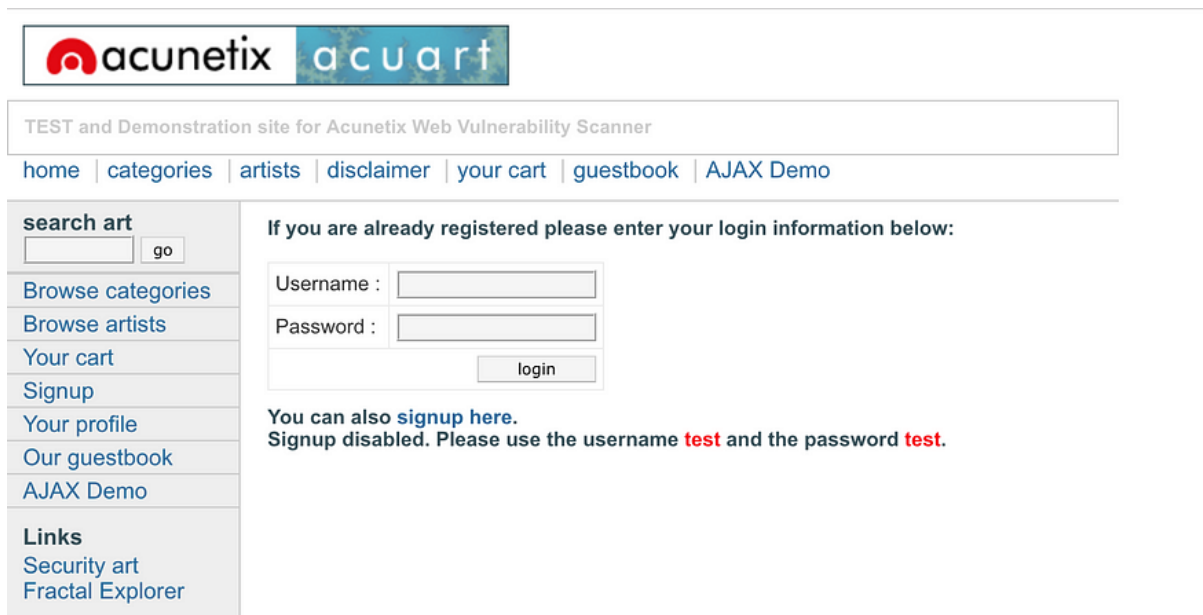 acunetix acuart
TEST and Demonstration site for Acunetix Web Vulnerability Scanner
home | categories | artists | disclaimer | your cart | guestbook | AJAX Demo
search art
go
Browse categories
Browse artists
Your cart
Signup
Your profile
Our guestbook
AJAX Demo
Links
Security art
Fractal Explorer
If you are already registered please enter your login information below:
Username :
Password :
login
You can also signup here.
Signup disabled. Please use the username test and the password test.